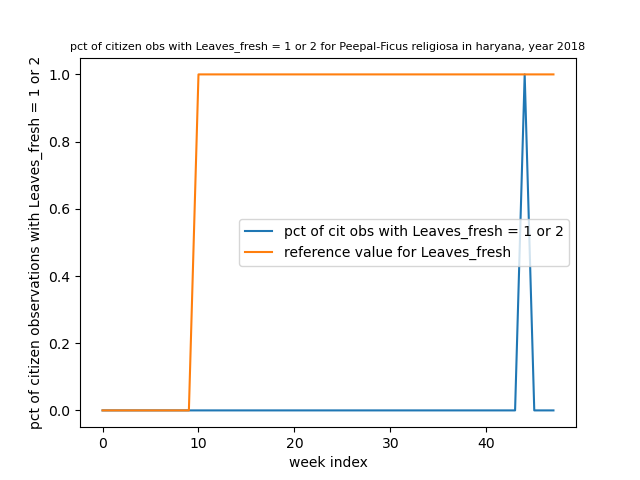 pct of citizen obs with Leaves_fresh = 1 or 2 for Peepal-Ficus religiosa in haryana, year 2018
pct of citizen observations with Leaves_fresh = 1 or 2
1.0
0.8
0.6
0.4
0.2
0.0
pct of cit obs with Leaves_fresh = 1 or 2
reference value for Leaves_fresh
0 10 20 30 40
week index